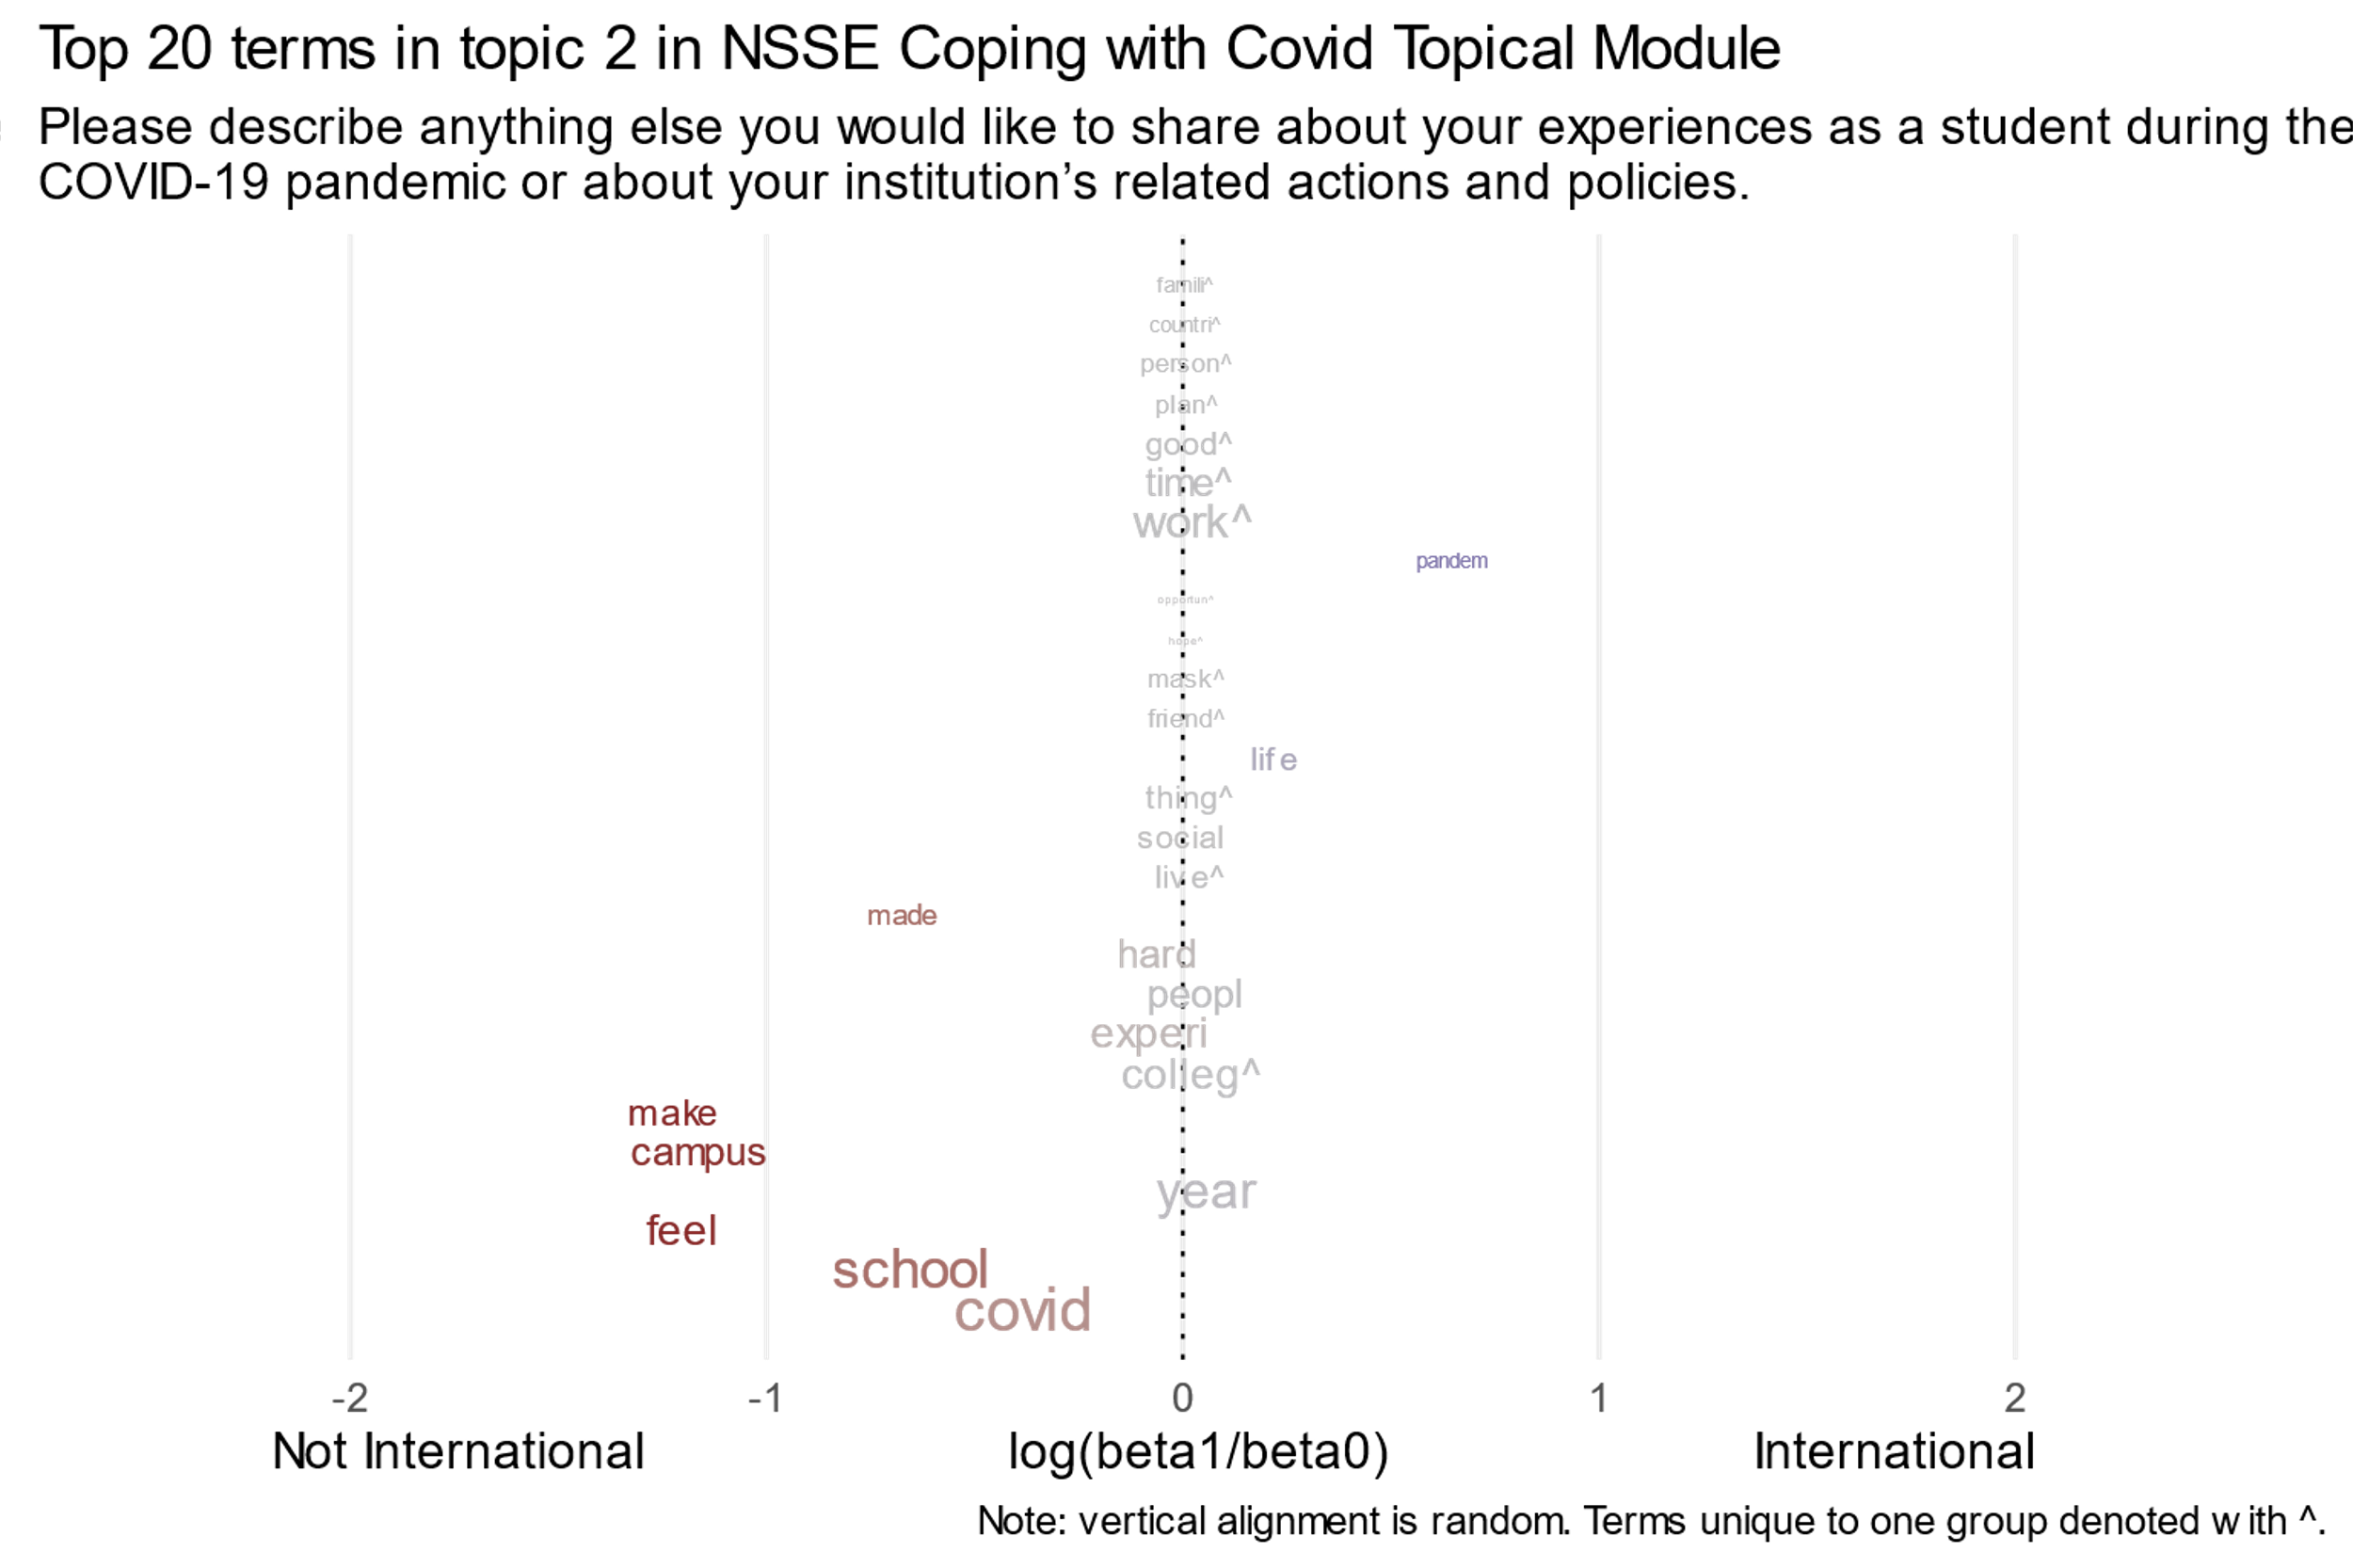 Top 20 terms in topic 2 in NSSE Coping with Covid Topical Module
Please describe anything else you would like to share about your experiences as a student during the
COVID-19 pandemic or about your institution’s related actions and policies.
famili^
countri^
person^
plan^
good^
time^
work^
pandem
opportun^
hope^
mask^
friend^
life
thing^
social
live^
made
hard
peopl
experi
colleg^
make
campus
year
feel
school
covid
-2 -1 0 1 2
Not International log(beta1/beta0) International
Note: vertical alignment is random. Terms unique to one group denoted with ^.